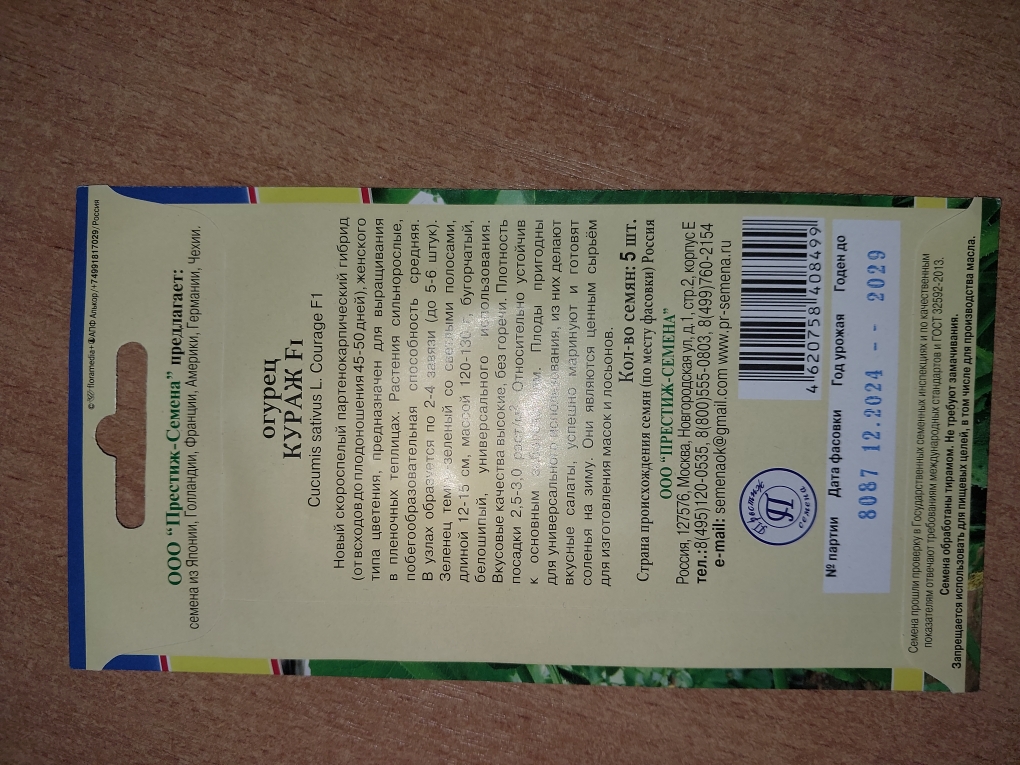 © floramedia+ АПФ Алькор /+74991817029/Россия
ООО “Престиж-Семена” предлагает:
семена из Японии, Голландии, Франции, Америки, Германии, Чехии.
огурец
КУРАЖ F1
Cucumis sativus L. Courage F1
Новый скороспелый партенокарпический гибрид
(от всходов до плодоношения 45-50 дней), женского
типа цветения, предназначен для выращивания
в пленочных теплицах. Растения сильнорослые,
побегообразовательная способность средняя.
В узлах образуется по 2-4 завязи (до 5-6 штук).
Зеленец темно-зеленый со светлыми полосами,
длиной 12-15 см, массой 120-130 г, бугорчатый,
белошипый, универсального использования.
Вкусовые качества высокие, без горечи. Плотность
посадки 2,5-3,0 раст/м². Относительно устойчив
к основным заболеваниям. Плоды пригодны
для универсального использования, из них делают
вкусные салаты, успешно маринуют и готовят
соленья на зиму. Они являются ценным сырьём
для изготовления масок и лосьонов.
Кол-во семян: 5 шт.
Страна происхождения семян (по месту фасовки) Россия
ООО “ПРЕСТИЖ-СЕМЕНА”
Россия, 127576, Москва, Новгородская ул, д.1, стр.2, корпус Е
тел.:8(495)120-0535, 8(800)555-0803, 8(499)760-2154
e-mail: semenaok@gmail.com www.pr-semena.ru
Престиж
П
семена
4 620758 408499
№ партии Дата фасовки Год урожая Годен до
8087 12.2024 - - 2029
Семена прошли проверку в Государственных семенных инспекциях и по качественным
показателям отвечают требованиям международных стандартов и ГОСТ 32592-2013.
Семена обработаны тирамом. Не требуют замачивания.
Запрещается использовать для пищевых целей, в том числе для производства масла.